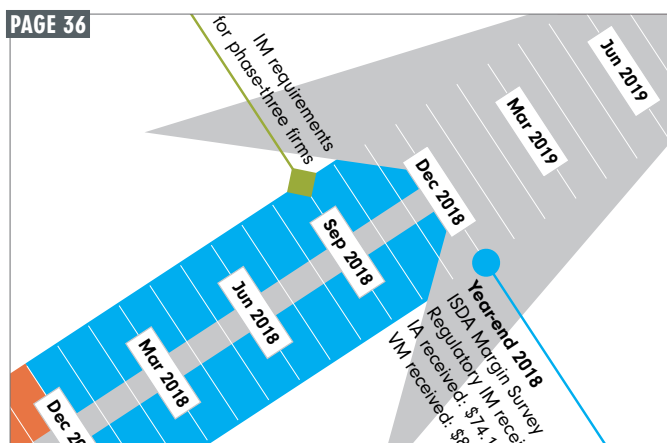 PAGE 36
IM requirements
for phase-three firms
Jun 2019
Mar 2019
Dec 2018
Sep 2018
Jun 2018
Mar 2018
Dec
Year-end 2018
ISDA Margin Survey
Regulatory IM
IA received: $74.1
VM received: $8